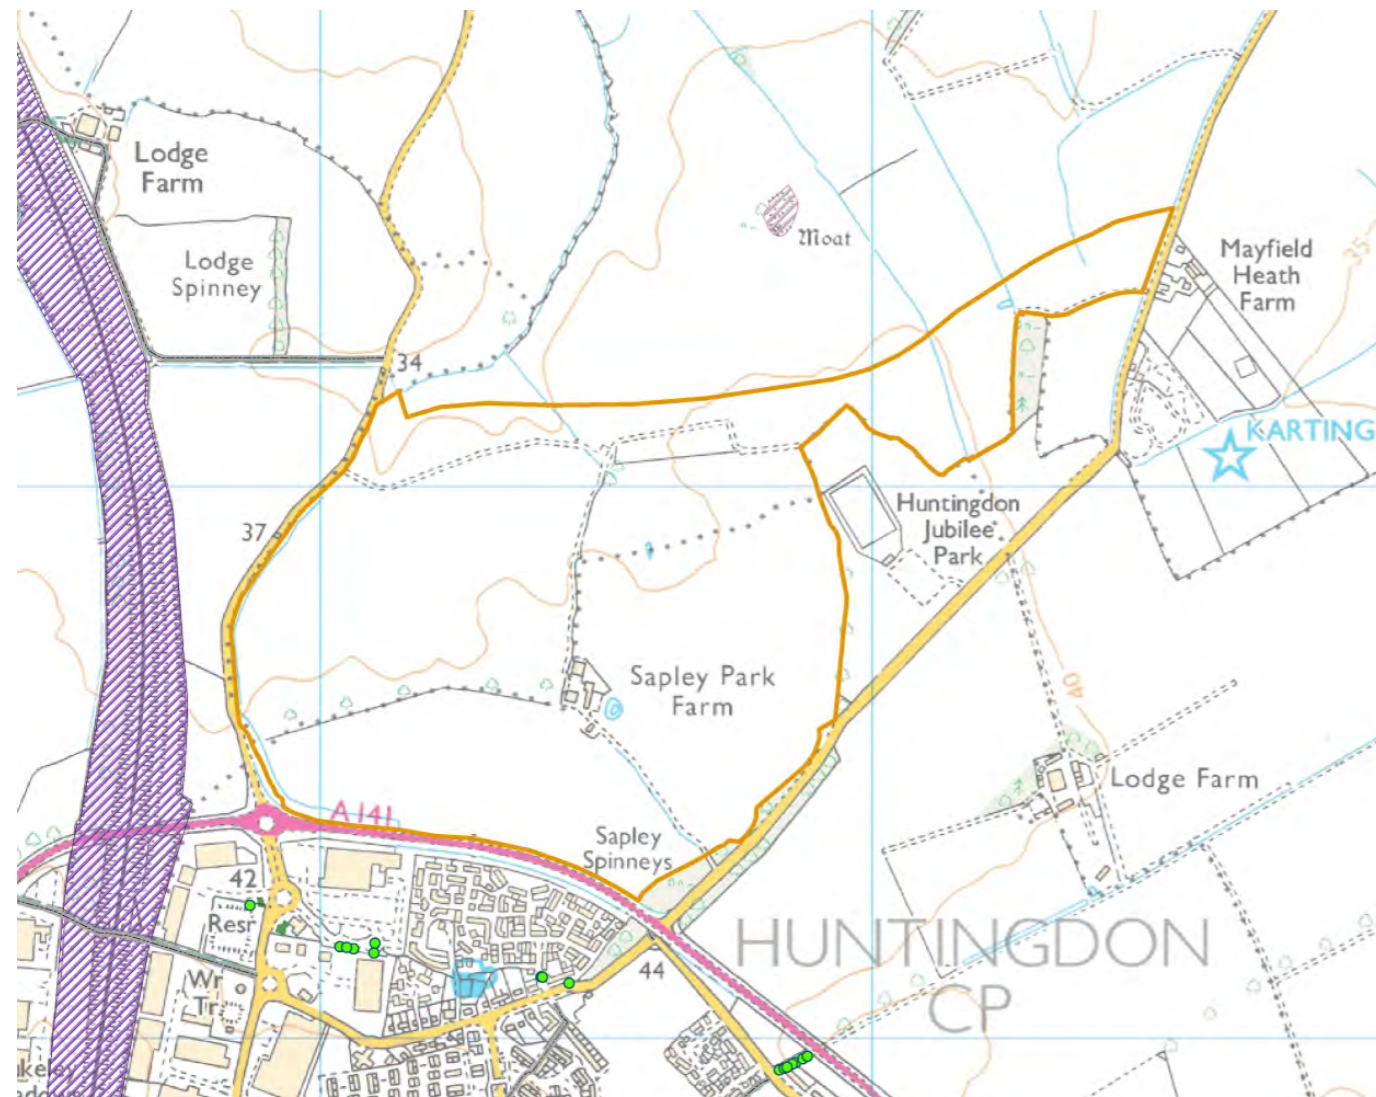 Lodge
Farm
Lodge
Spinney
34
Moat
Mayfield
Heath
Farm
35
KARTING
37
Huntingdon
Jubilee
Park
Sapley Park
Farm
40
Lodge Farm
A141
Sapley
Spinneys
42
Resr
44
HUNTINGDON
CP
Wr
Tr